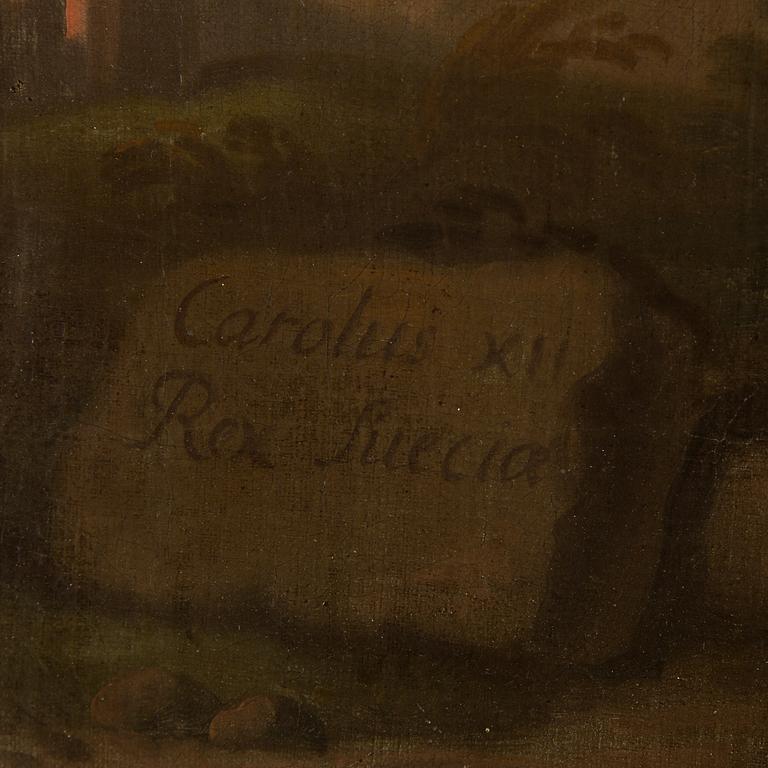 Carolus XII
Rex Sueciæ